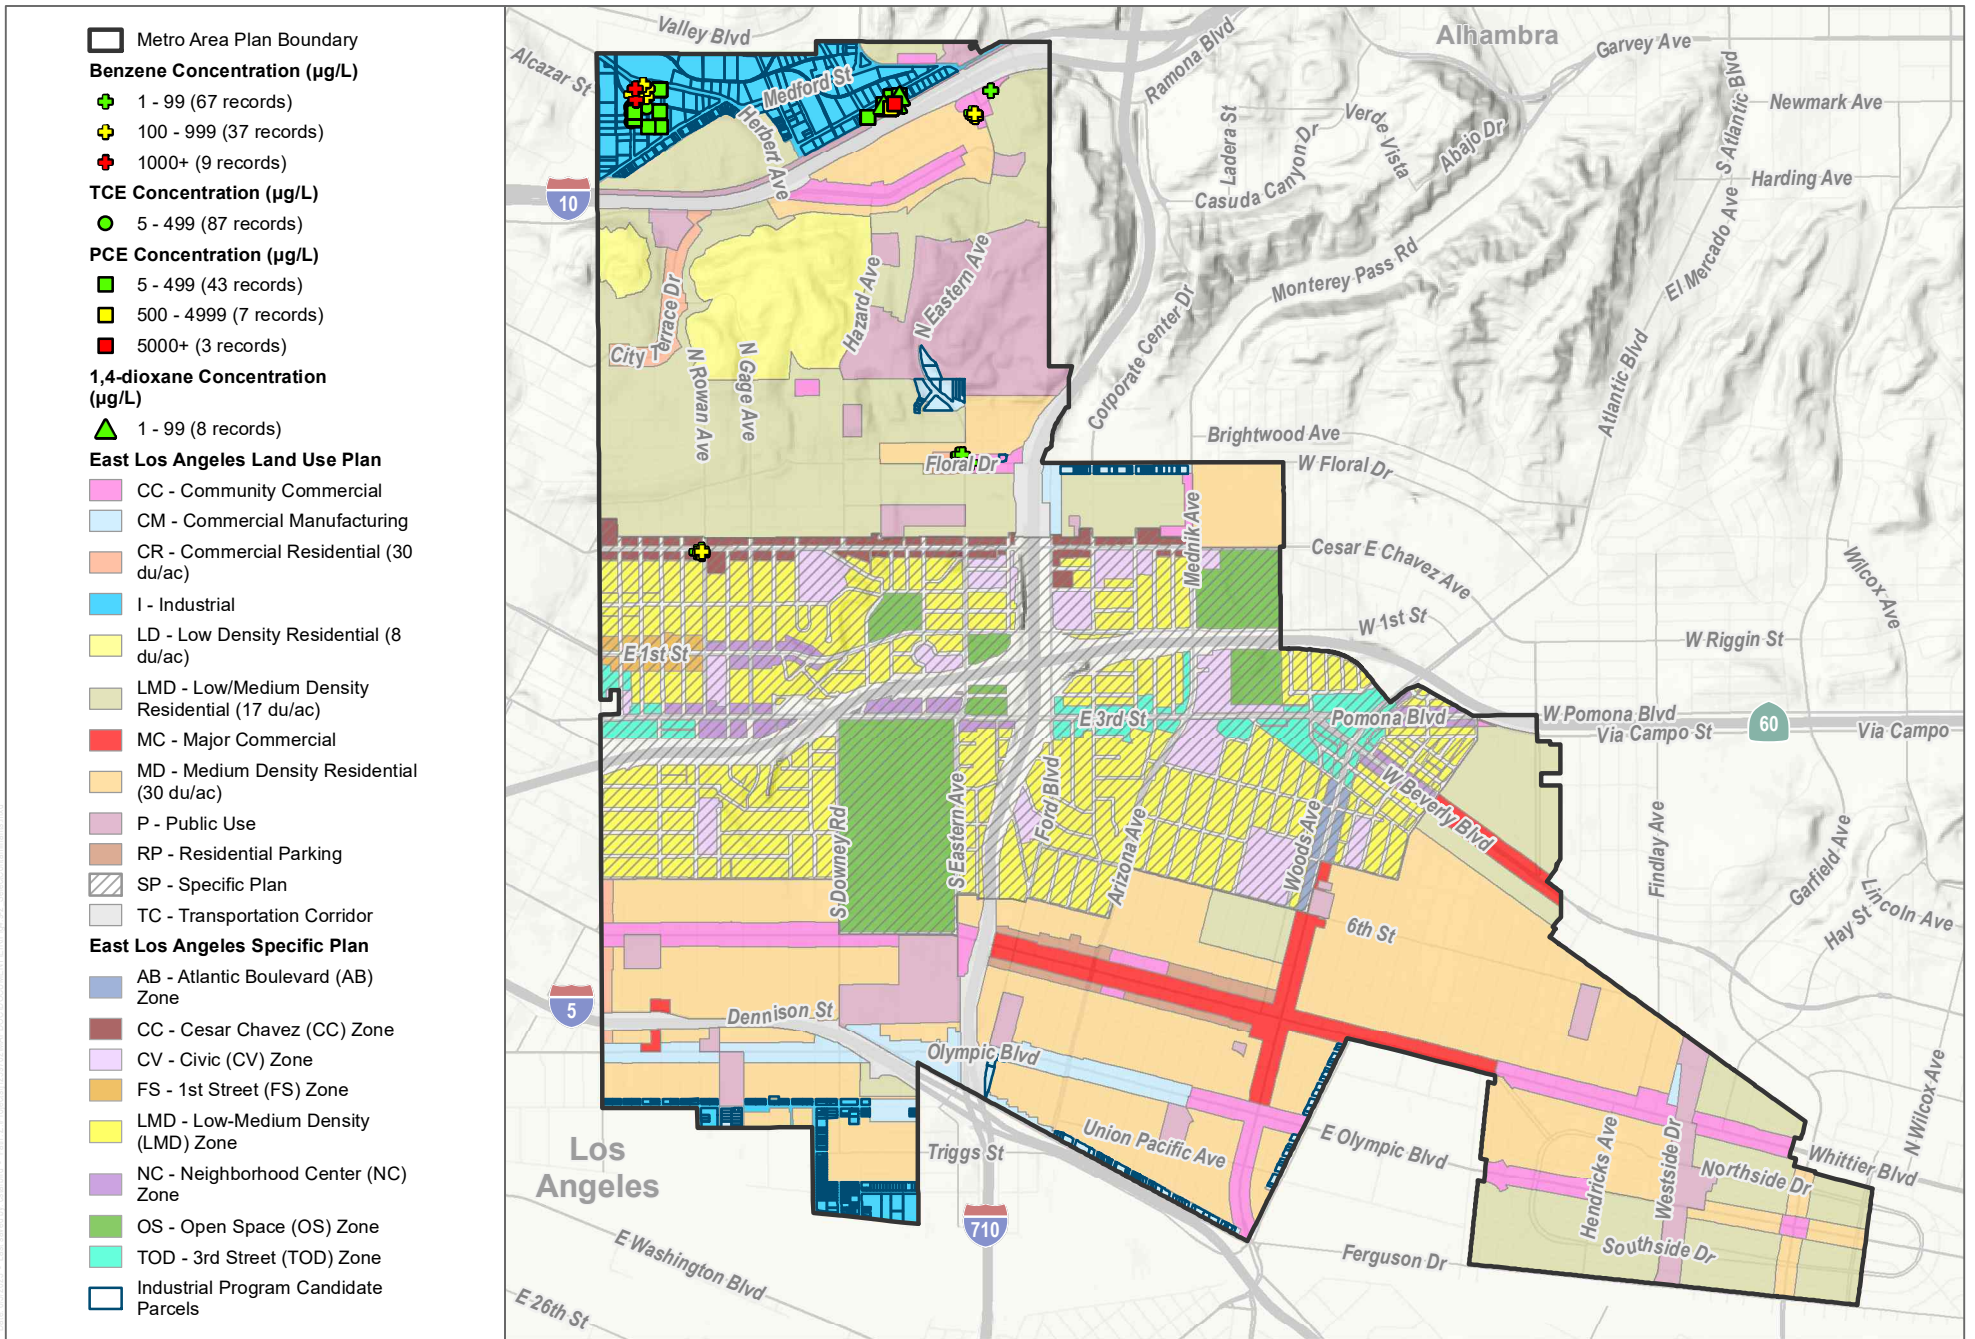 Metro Area Plan Boundary
Benzene Concentration (µg/L)
1 - 99 (67 records)
100 - 999 (37 records)
1000+ (9 records)
TCE Concentration (µg/L)
5 - 499 (87 records)
PCE Concentration (µg/L)
5 - 499 (43 records)
500 - 4999 (7 records)
5000+ (3 records)
1,4-dioxane Concentration
(µg/L)
1 - 99 (8 records)
East Los Angeles Land Use Plan
CC - Community Commercial
CM - Commercial Manufacturing
CR - Commercial Residential (30
du/ac)
I - Industrial
LD - Low Density Residential (8
du/ac)
LMD - Low/Medium Density
Residential (17 du/ac)
MC - Major Commercial
MD - Medium Density Residential
(30 du/ac)
P - Public Use
RP - Residential Parking
SP - Specific Plan
TC - Transportation Corridor
East Los Angeles Specific Plan
AB - Atlantic Boulevard (AB)
Zone
CC - Cesar Chavez (CC) Zone
CV - Civic (CV) Zone
FS - 1st Street (FS) Zone
LMD - Low-Medium Density
(LMD) Zone
NC - Neighborhood Center (NC)
Zone
OS - Open Space (OS) Zone
TOD - 3rd Street (TOD) Zone
Industrial Program Candidate
Parcels
Valley Blvd
Alcazar St
Medford St
Herbert Ave
10
Ramona Blvd
Alhambra
Garvey Ave
S Atlantic Blvd
Newmark Ave
Ladera St
Verde Vista
Abajo Dr
Casuda Canyon Dr
Harding Ave
El Mercado Ave
Monterey Pass Rd
City Terrace Dr
N Rowan Ave
N Gage Ave
Hazard Ave
N Eastern Ave
Corporate Center Dr
Atlantic Blvd
Floral Dr
Brightwood Ave
W Floral Dr
Mednik Ave
Cesar E Chavez Ave
Wilcox Ave
W 1st St
W Riggin St
E 1st St
E 3rd St
Pomona Blvd
W Pomona Blvd
Via Campo St
60
Via Campo
W Beverly Blvd
S Downey Rd
S Eastern Ave
Ford Blvd
Arizona Ave
Woods Ave
Findlay Ave
Garfield Ave
Lincoln Ave
Hay St
6th St
5
Dennison St
Olympic Blvd
Union Pacific Ave
E Olympic Blvd
Triggs St
Los
Angeles
710
Hendricks Ave
Westside Dr
Northside Dr
Whittier Blvd
N Wilcox Ave
Southside Dr
Ferguson Dr
E Washington Blvd
E 26th St